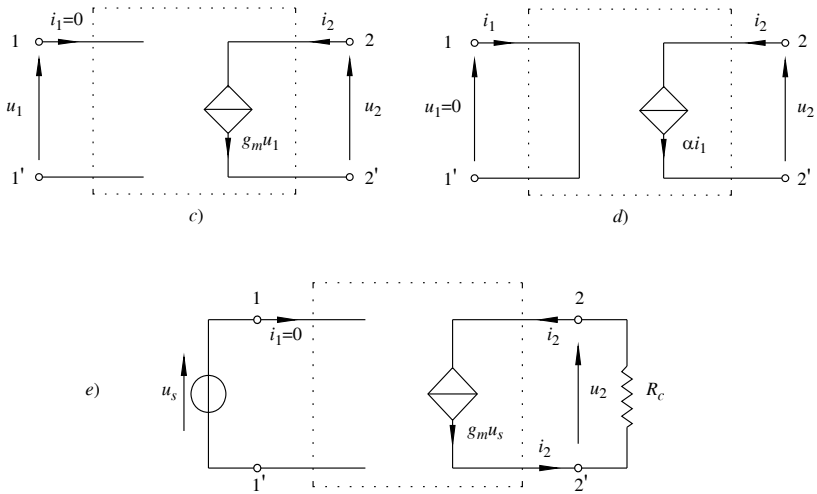 i1=0 i2 i1 i2
1 2 1 2
u1 u2 u1=0 u2
gmu1 αi1
1' 2' 1' 2'
c) d)
1 2
i1=0 i2
e) us u2 Rc
gmus
i2
1' 2'